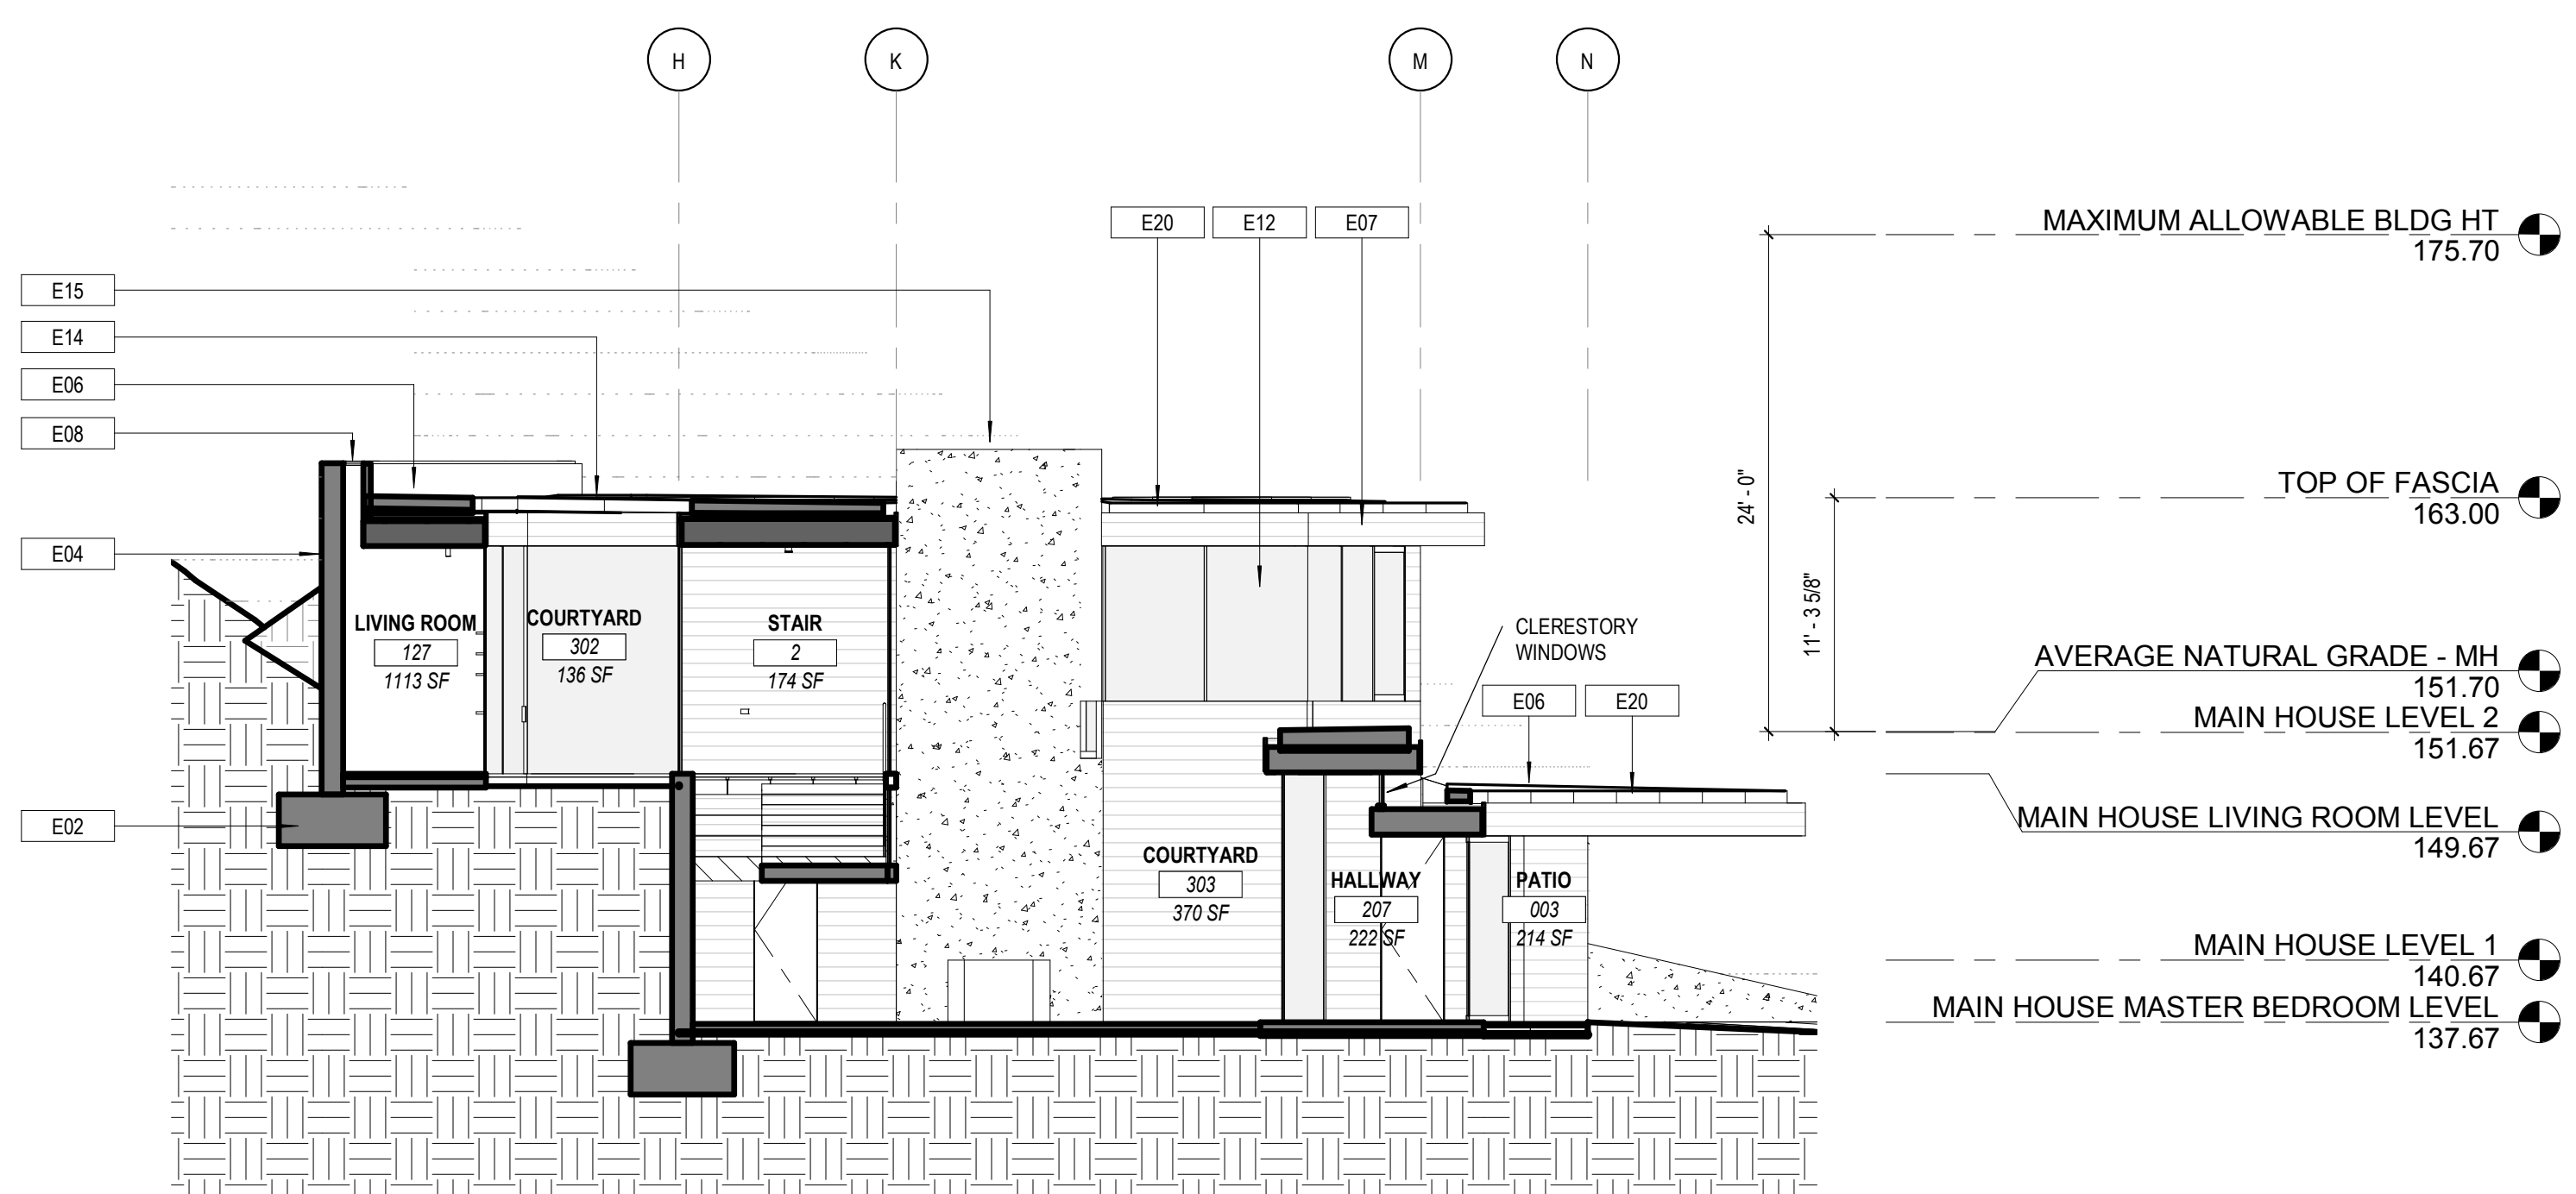 H
K
M
N
E20
E12
E07
MAXIMUM ALLOWABLE BLDG HT
175.70
E15
E14
E06
E08
E04
E02
TOP OF FASCIA
163.00
24' - 0"
11' - 3 5/8"
LIVING ROOM
127
1113 SF
COURTYARD
302
136 SF
STAIR
2
174 SF
CLERESTORY
WINDOWS
E06
E20
AVERAGE NATURAL GRADE - MH
151.70
MAIN HOUSE LEVEL 2
151.67
MAIN HOUSE LIVING ROOM LEVEL
149.67
COURTYARD
303
370 SF
HALLWAY
207
222 SF
PATIO
003
214 SF
MAIN HOUSE LEVEL 1
140.67
MAIN HOUSE MASTER BEDROOM LEVEL
137.67